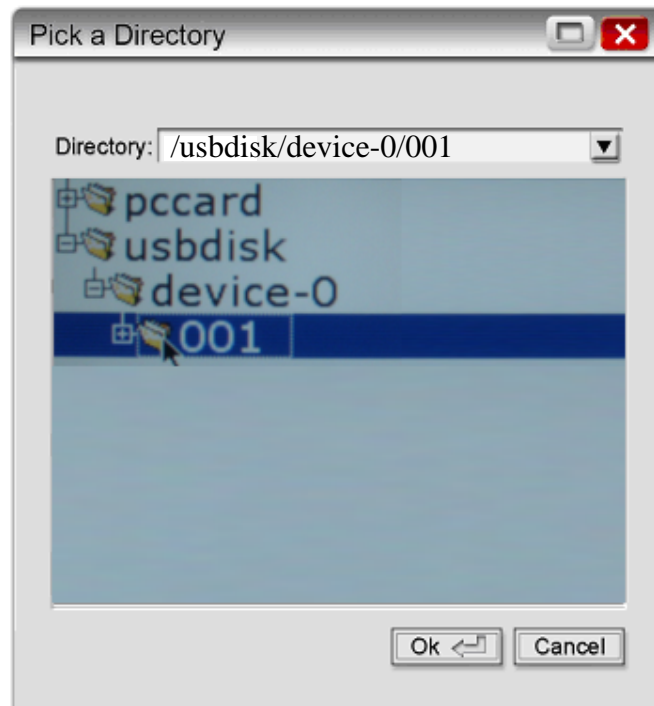 Pick a Directory
Directory: /usbdisk/device-0/001
pccard
usbdisk
device-0
001
Ok Cancel